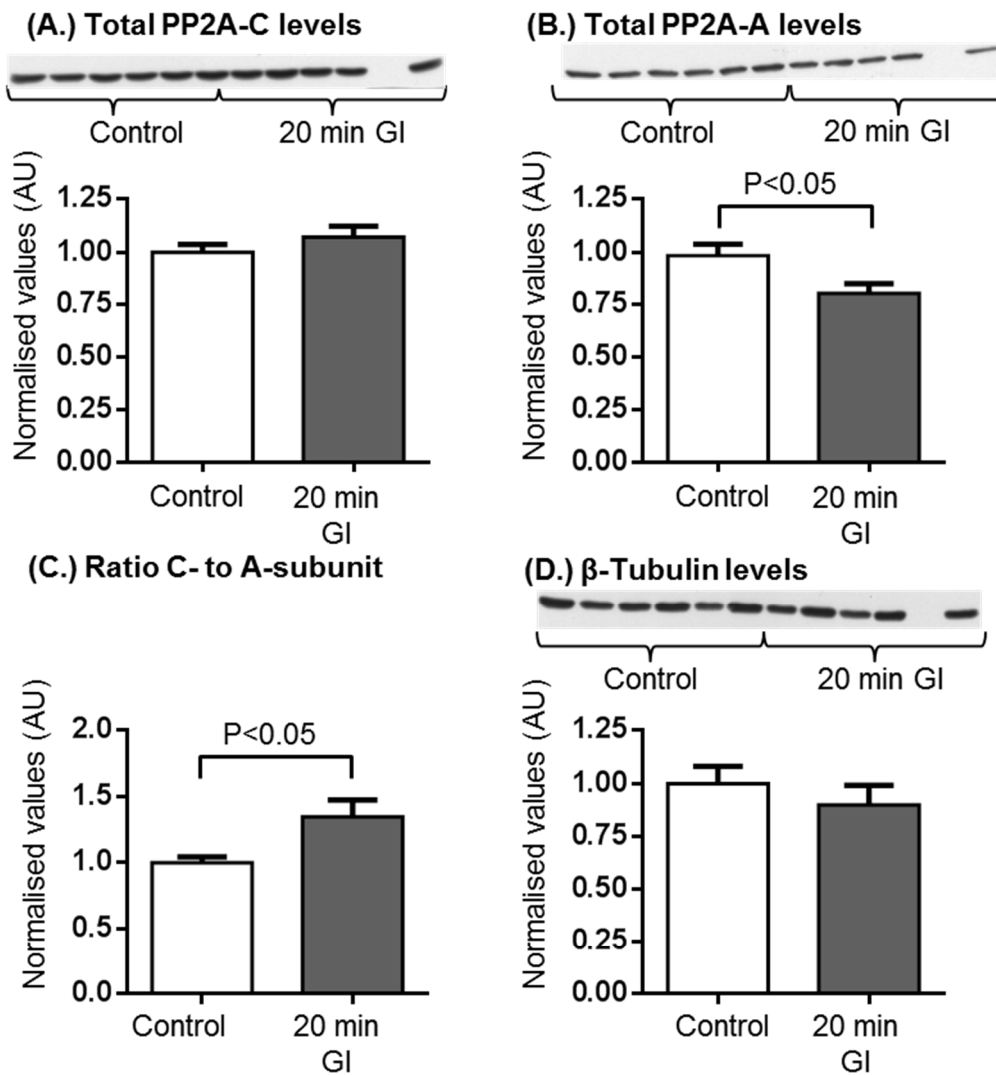 (A.) Total PP2A-C levels
Control
20 min GI
Normalised values (AU)
1.25
1.00
0.75
0.50
0.25
0.00
Control
20 min
GI
(B.) Total PP2A-A levels
Control
20 min GI
Normalised values (AU)
P<0.05
1.25
1.00
0.75
0.50
0.25
0.00
Control
20 min
GI
(C.) Ratio C- to A-subunit
Normalised values (AU)
P<0.05
2.0
1.5
1.0
0.5
0.0
Control
20 min
GI
(D.) β-Tubulin levels
Control
20 min GI
Normalised values (AU)
1.25
1.00
0.75
0.50
0.25
0.00
Control
20 min
GI